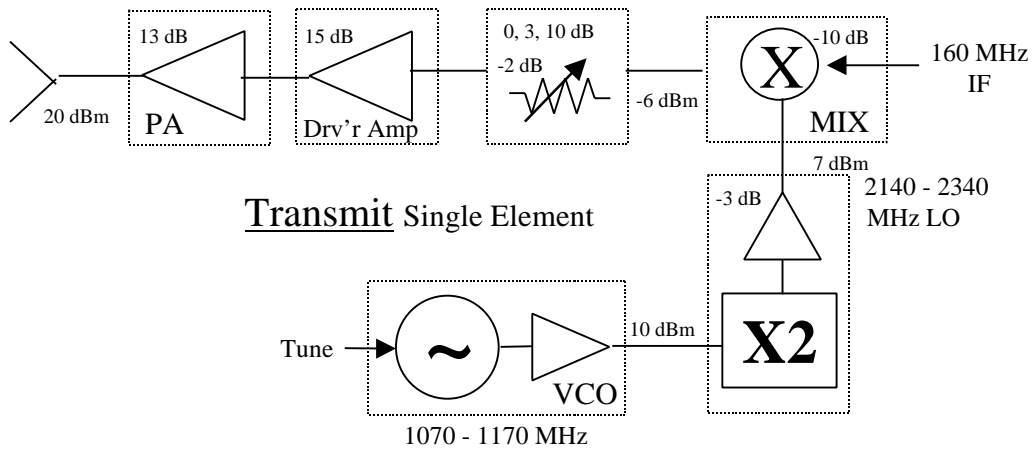 13 dB
15 dB
0, 3, 10 dB
-10 dB
-2 dB
X
160 MHz
IF
20 dBm
PA
Drv'r Amp
-6 dBm
MIX
7 dBm
2140 - 2340
MHz LO
-3 dB
Transmit Single Element
10 dBm
Tune
~
X2
VCO
1070 - 1170 MHz